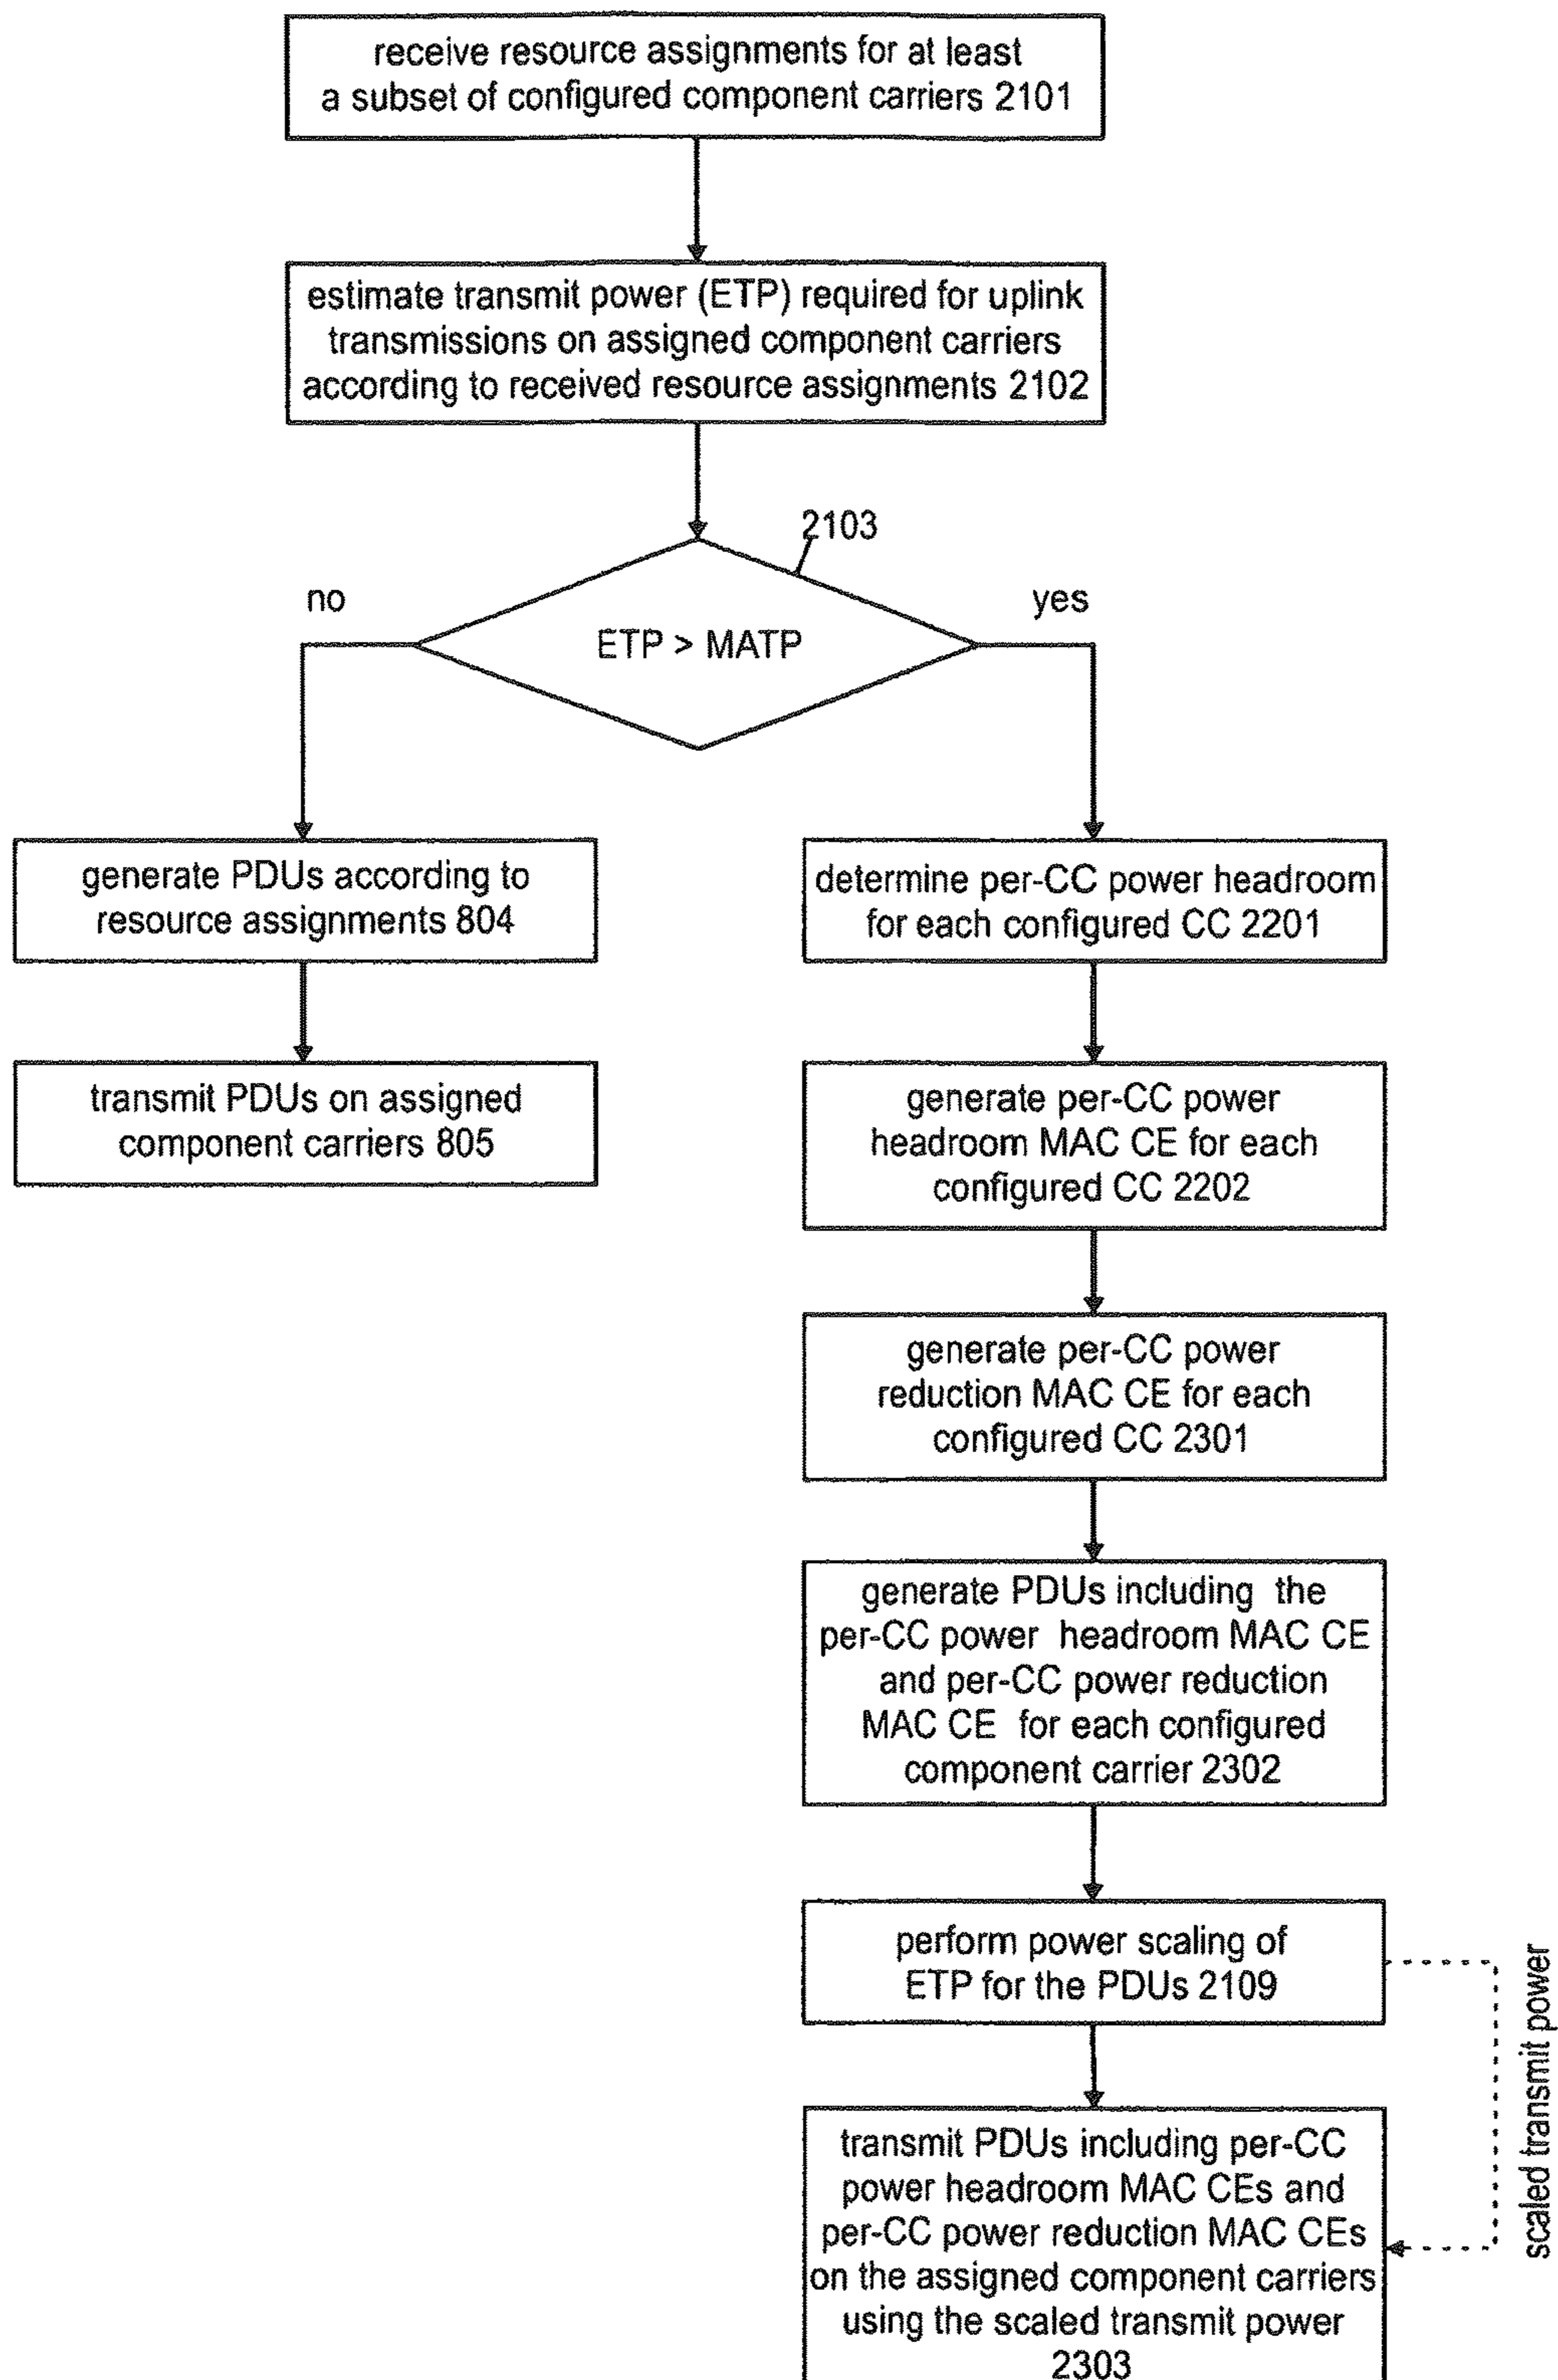 receive resource assignments for at least
a subset of configured component carriers 2101
estimate transmit power (ETP) required for uplink
transmissions on assigned component carriers
according to received resource assignments 2102
2103
no
yes
ETP > MATP
generate PDUs according to
resource assignments 804
transmit PDUs on assigned
component carriers 805
determine per-CC power headroom
for each configured CC 2201
generate per-CC power
headroom MAC CE for each
configured CC 2202
generate per-CC power
reduction MAC CE for each
configured CC 2301
generate PDUs including the
per-CC power headroom MAC CE
and per-CC power reduction
MAC CE for each configured
component carrier 2302
perform power scaling of
ETP for the PDUs 2109
scaled transmit power
transmit PDUs including per-CC
power headroom MAC CEs and
per-CC power reduction MAC CEs
on the assigned component carriers
using the scaled transmit power
2303